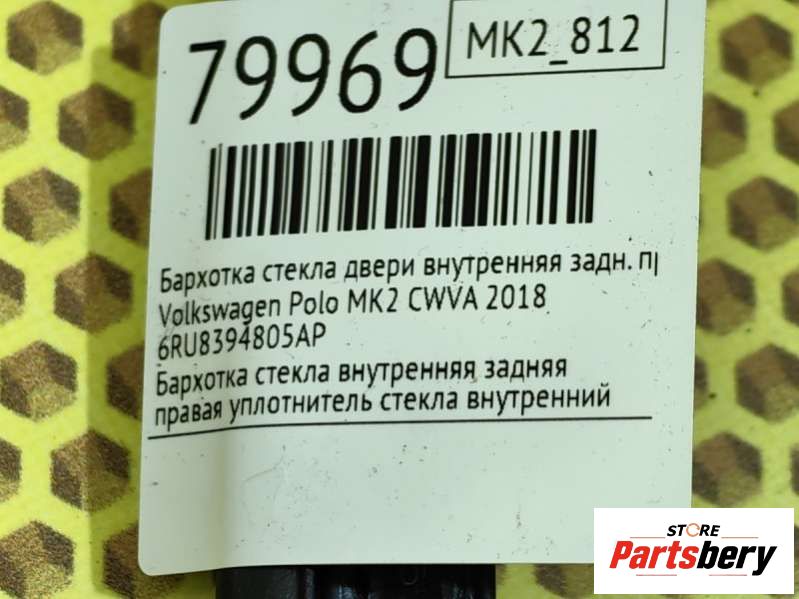 79969
MK2_812
Бархотка стекла двери внутренняя задн. п
Volkswagen Polo MK2 CWVA 2018
6RU8394805AP
Бархотка стекла внутренняя задняя
правая уплотнитель стекла внутренний
STORE
Partsbery